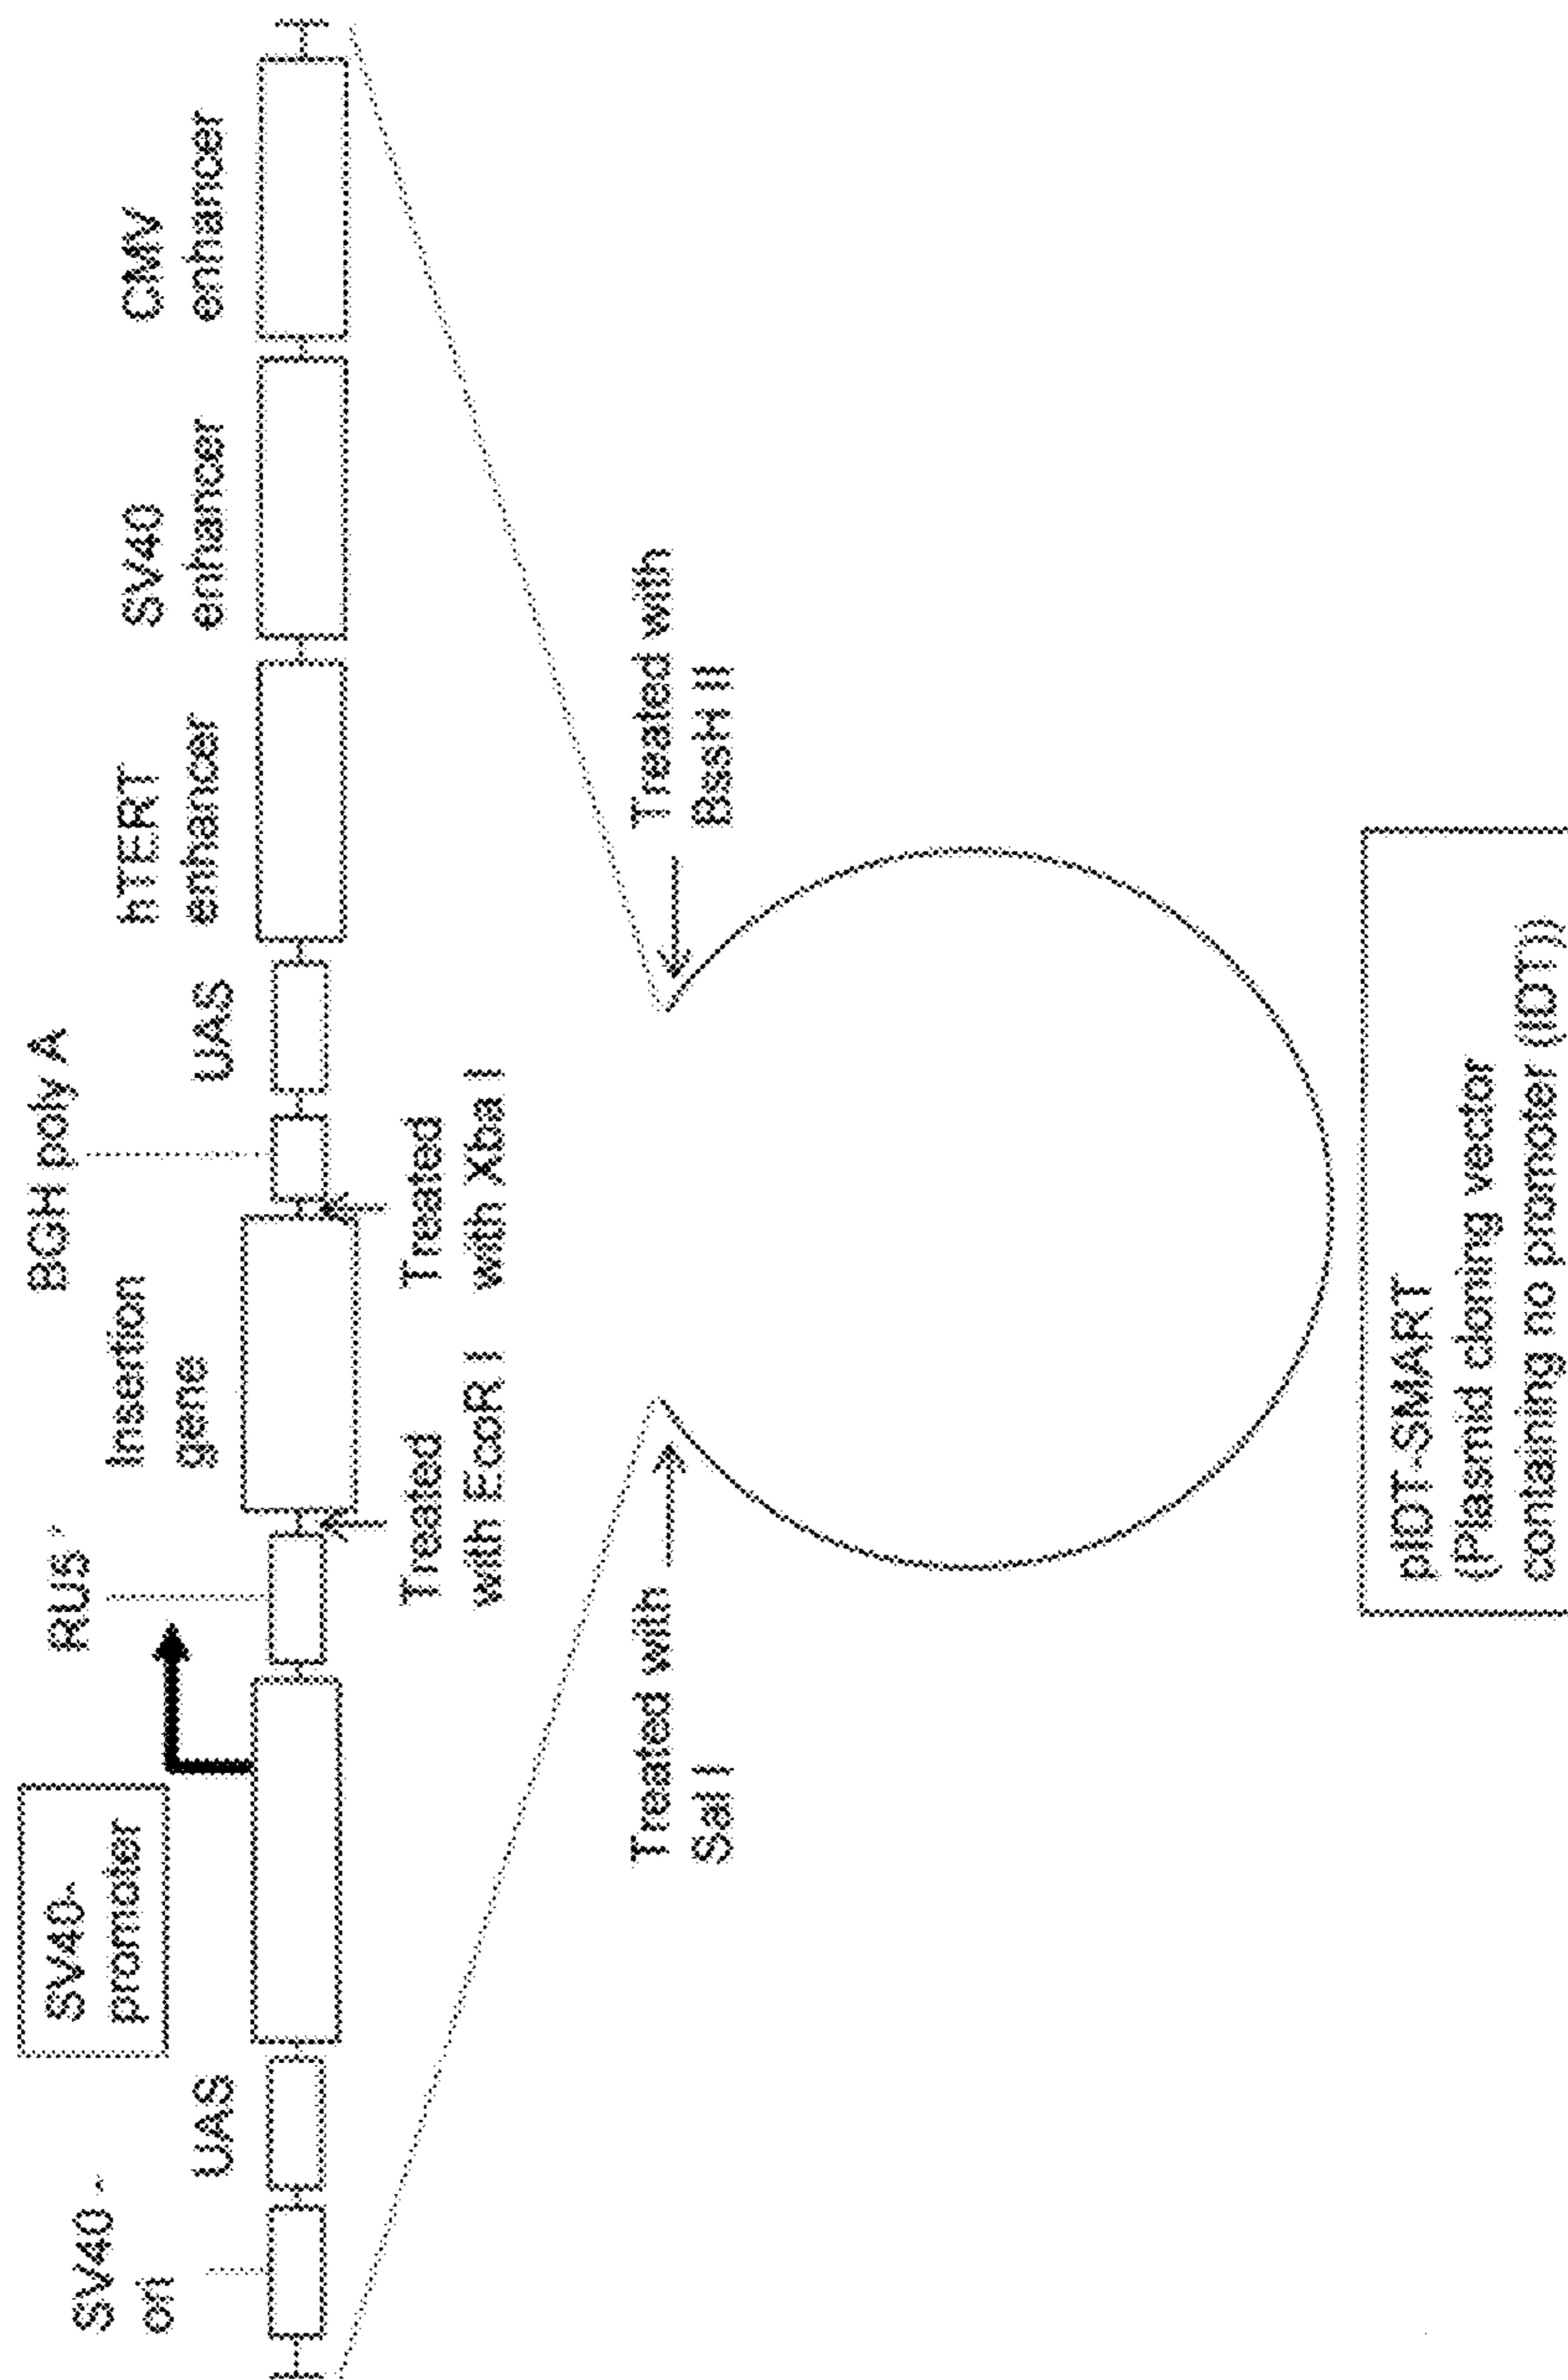 SV40-
ori
UAS
SV40-
promoter
RU5'
Insertion
gene
BGH poly A
UAS
hTERT
enhancer
SV40
enhancer
CMV
enhancer
Treated
with EcoR I
Treated
with Xba I
Treated with
Sal I
Treated with
BssH II
pIDT-SMART
(Plasmid cloning vector
containing no promoter (IDT))